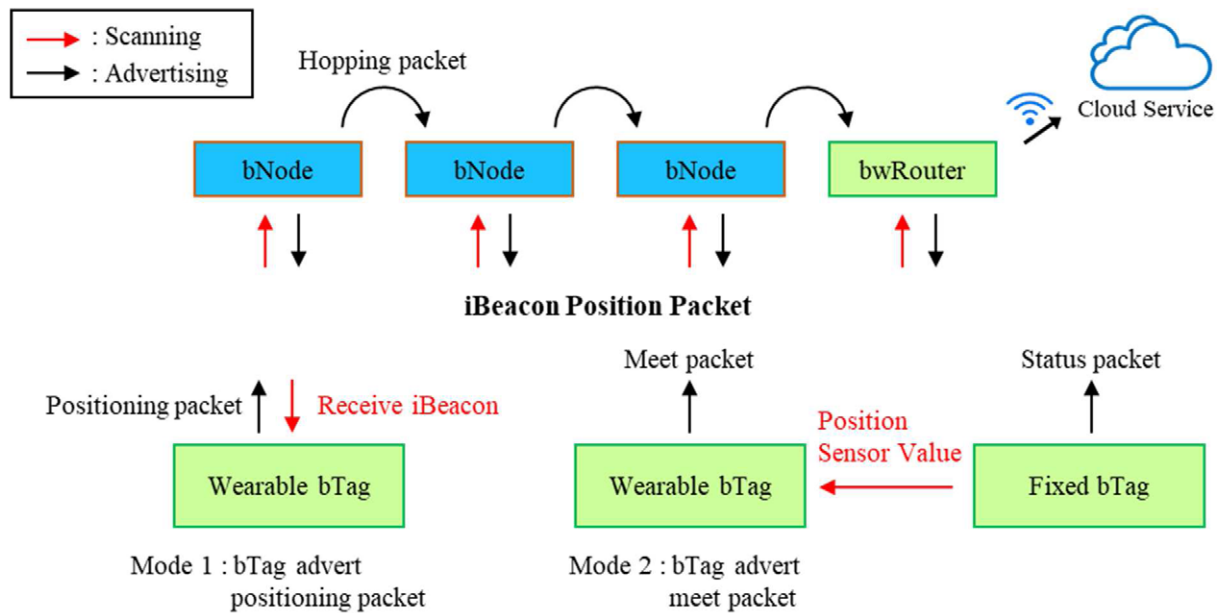 : Scanning
: Advertising
Hopping packet
Cloud Service
bNode
bNode
bNode
bwRouter
iBeacon Position Packet
Positioning packet
Receive iBeacon
Meet packet
Status packet
Position
Sensor Value
Wearable bTag
Wearable bTag
Fixed bTag
Mode 1 : bTag advert
positioning packet
Mode 2 : bTag advert
meet packet